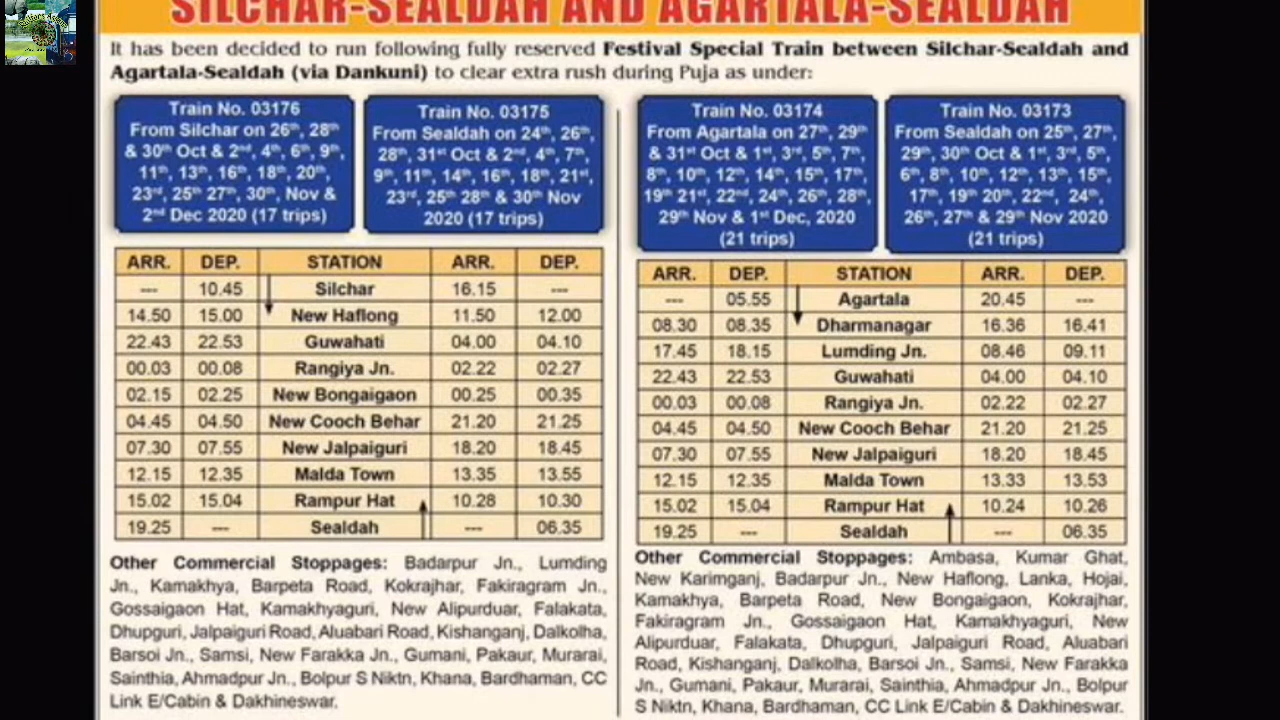 SILCHAR-SEALDAH AND AGARTALA-SEALDAH
It has been decided to run following fully reserved Festival Special Train between Silchar-Sealdah and
Agartala-Sealdah (via Dankuni) to clear extra rush during Puja as under:
Train No. 03176
From Silchar on 26th, 28th
& 30th Oct & 2nd, 4th, 6th, 9th,
11th, 13th, 16th, 18th, 20th,
23rd, 25th 27th, 30th, Nov &
2nd Dec 2020 (17 trips)
Train No. 03175
From Sealdah on 24th, 26th,
28th, 31st Oct & 2nd, 4th, 7th,
9th, 11th, 14th, 16th, 18th, 21st,
23rd, 25th 28th & 30th Nov
2020 (17 trips)
ARR. DEP. STATION ARR. DEP.
--- 10.45 Silchar 16.15 ---
14.50 15.00 New Haflong 11.50 12.00
22.43 22.53 Guwahati 04.00 04.10
00.03 00.08 Rangiya Jn. 02.22 02.27
02.15 02.25 New Bongaigaon 00.25 00.35
04.45 04.50 New Cooch Behar 21.20 21.25
07.30 07.55 New Jalpaiguri 18.20 18.45
12.15 12.35 Malda Town 13.35 13.55
15.02 15.04 Rampur Hat 10.28 10.30
19.25 --- Sealdah --- 06.35
Other Commercial Stoppages: Badarpur Jn., Lumding
Jn., Kamakhya, Barpeta Road, Kokrajhar, Fakiragram Jn.,
Gossaigaon Hat, Kamakhyaguri, New Alipurduar, Falakata,
Dhupguri, Jalpaiguri Road, Aluabari Road, Kishanganj, Dalkolha,
Barsoi Jn., Samsi, New Farakka Jn., Gumani, Pakaur, Murarai,
Sainthia, Ahmadpur Jn., Bolpur S Niktn, Khana, Bardhaman, CC
Link E/Cabin & Dakhineswar.
Train No. 03174
From Agartala on 27th, 29th
& 31st Oct & 1st, 3rd, 5th, 7th,
8th, 10th, 12th, 14th, 15th, 17th,
19th 21st, 22nd, 24th, 26th, 28th,
29th Nov & 1st Dec, 2020
(21 trips)
Train No. 03173
From Sealdah on 25th, 27th,
29th, 30th Oct & 1st, 3rd, 5th,
6th, 8th, 10th, 12th, 13th, 15th,
17th, 19th 20th, 22nd, 24th,
26th, 27th & 29th Nov 2020
(21 trips)
ARR. DEP. STATION ARR. DEP.
--- 05.55 Agartala 20.45 ---
08.30 08.35 Dharmanagar 16.36 16.41
17.45 18.15 Lumding Jn. 08.46 09.11
22.43 22.53 Guwahati 04.00 04.10
00.03 00.08 Rangiya Jn. 02.22 02.27
04.45 04.50 New Cooch Behar 21.20 21.25
07.30 07.55 New Jalpaiguri 18.20 18.45
12.15 12.35 Malda Town 13.33 13.53
15.02 15.04 Rampur Hat 10.24 10.26
19.25 --- Sealdah --- 06.35
Other Commercial Stoppages: Ambasa, Kumar Ghat,
New Karimganj, Badarpur Jn., New Haflong, Lanka, Hojai,
Kamakhya, Barpeta Road, New Bongaigaon, Kokrajhar,
Fakiragram Jn., Gossaigaon Hat, Kamakhyaguri, New
Alipurduar, Falakata, Dhupguri, Jalpaiguri Road, Aluabari
Road, Kishanganj, Dalkolha, Barsoi Jn., Samsi, New Farakka
Jn., Gumani, Pakaur, Murarai, Sainthia, Ahmadpur Jn., Bolpur
S Niktn, Khana, Bardhaman, CC Link E/Cabin & Dakhineswar.